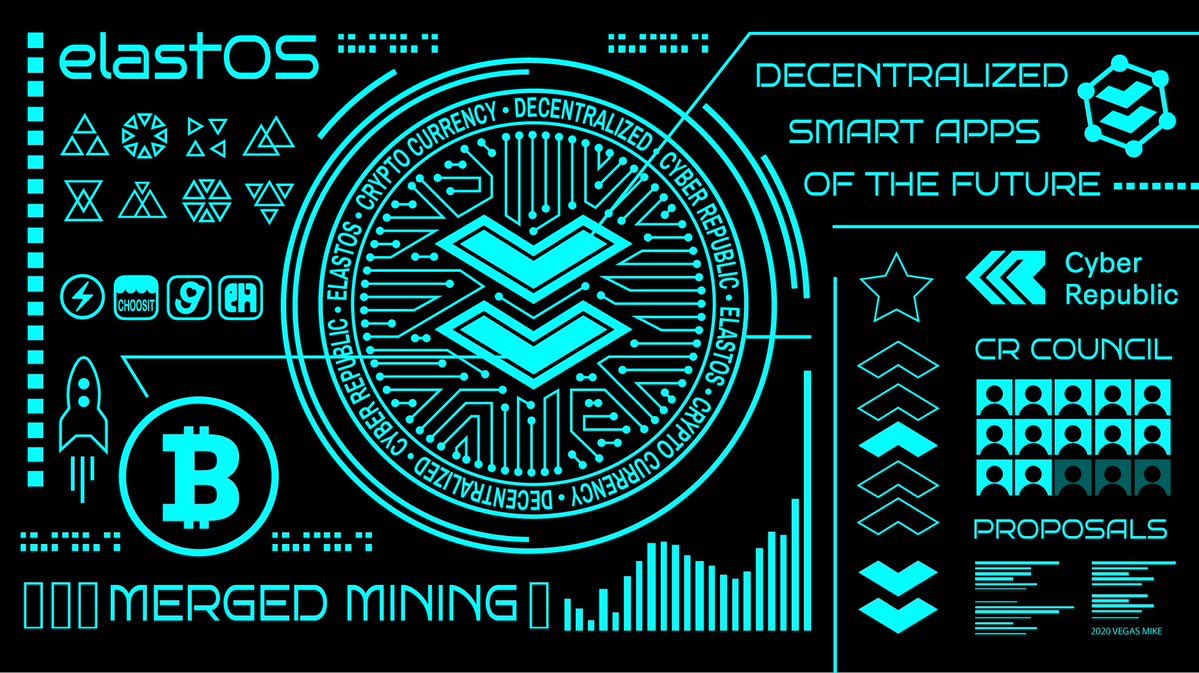 elastOS
DECENTRALIZED
SMART APPS
OF THE FUTURE
CRYPTO CURRENCY • DECENTRALIZED • CYBER REPUBLIC • ELASTOS • CRYPTO CURRENCY • DECENTRALIZED • CYBER REPUBLIC • ELASTOS •
CHOOSIT
B
MERGED MINING
Cyber
Republic
CR COUNCIL
PROPOSALS
2020 VEGAS MIKE